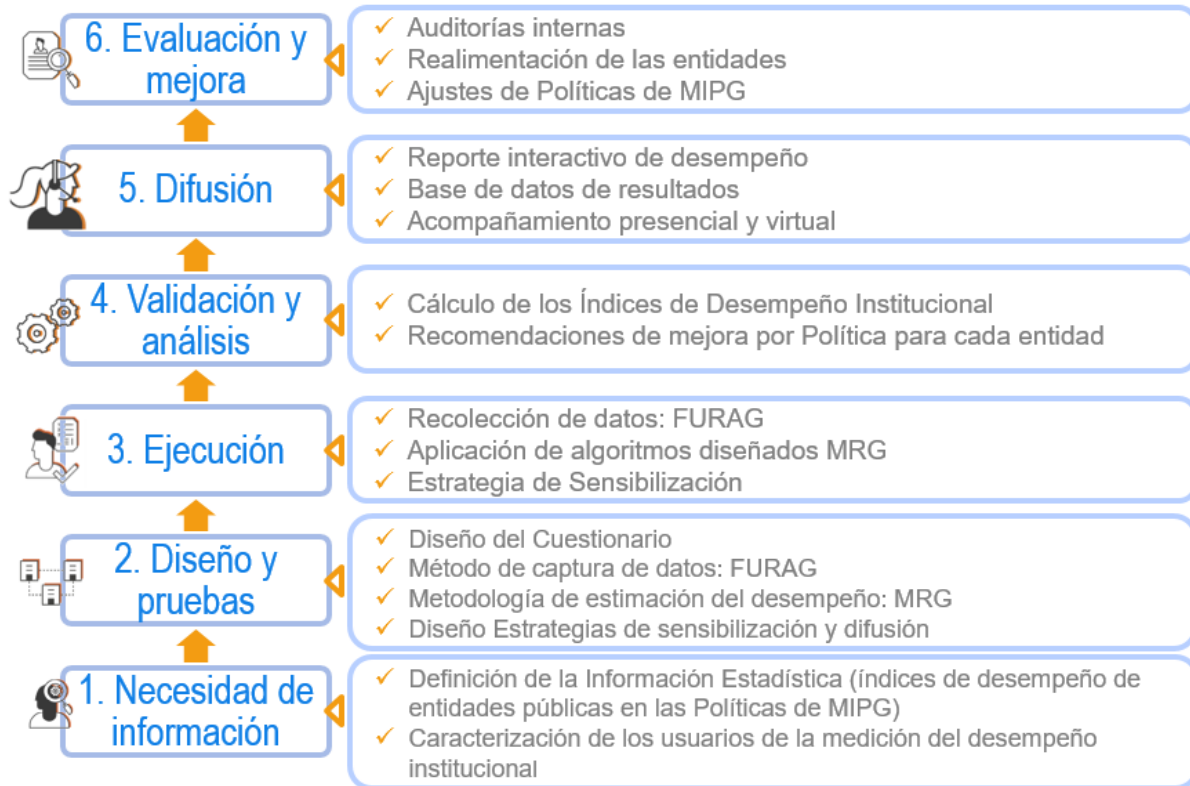 6. Evaluación y
mejora
✓ Auditorías internas
✓ Realimentación de las entidades
✓ Ajustes de Políticas de MIPG
5. Difusión
✓ Reporte interactivo de desempeño
✓ Base de datos de resultados
✓ Acompañamiento presencial y virtual
4. Validación y
análisis
✓ Cálculo de los Índices de Desempeño Institucional
✓ Recomendaciones de mejora por Política para cada entidad
3. Ejecución
✓ Recolección de datos: FURAG
✓ Aplicación de algoritmos diseñados MRG
✓ Estrategia de Sensibilización
2. Diseño y
pruebas
✓ Diseño del Cuestionario
✓ Método de captura de datos: FURAG
✓ Metodología de estimación del desempeño: MRG
✓ Diseño Estrategias de sensibilización y difusión
1. Necesidad de
información
✓ Definición de la Información Estadística (índices de desempeño de
entidades públicas en las Políticas de MIPG)
✓ Caracterización de los usuarios de la medición del desempeño
institucional